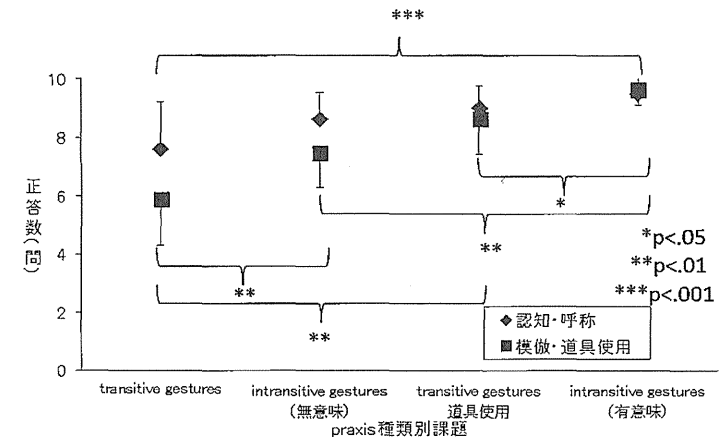 ***
10
8
6
4
2
0
正答数(問)
*
**
**
**
*p<.05
**p<.01
***p<.001
認知・呼称
模倣・道具使用
transitive gestures
intransitive gestures
(無意味)
transitive gestures
道具使用
intransitive gestures
(有意味)
praxis種類別課題